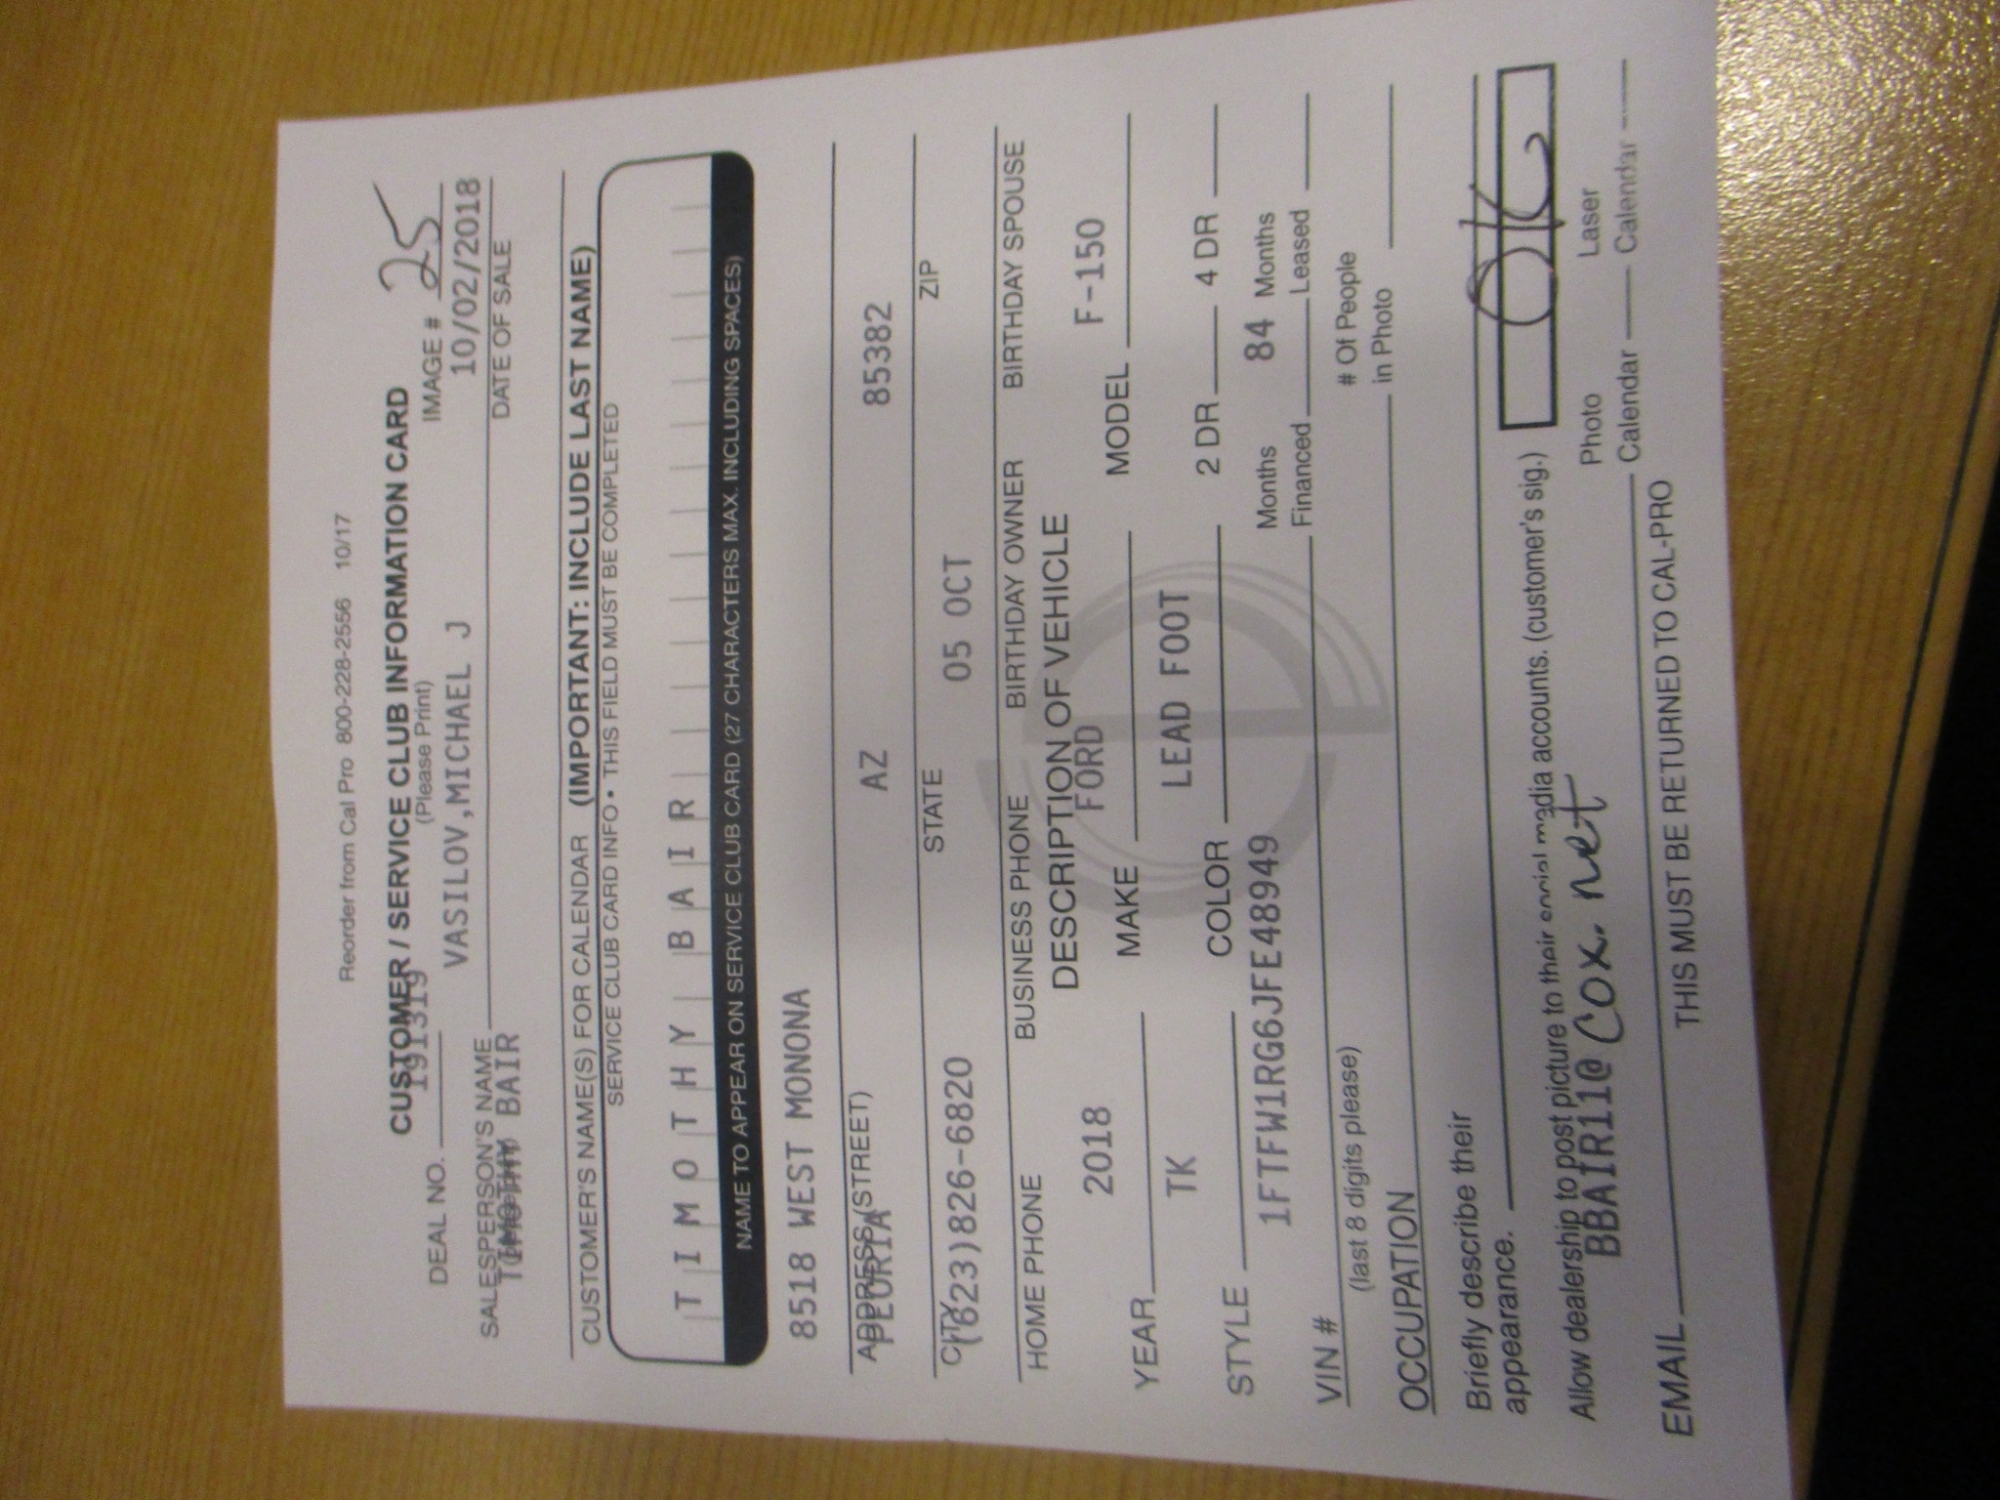 Reorder from Cal Pro 800-228-2556 10/17
CUSTOMER / SERVICE CLUB INFORMATION CARD
(Please Print)
191319
DEAL NO. IMAGE # 25
VASILOV,MICHAEL J 10/02/2018
SALESPERSON'S NAME DATE OF SALE
TIMOTHY BAIR
CUSTOMER'S NAME(S) FOR CALENDAR (IMPORTANT: INCLUDE LAST NAME)
SERVICE CLUB CARD INFO • THIS FIELD MUST BE COMPLETED
TIMOTHY BAIR
NAME TO APPEAR ON SERVICE CLUB CARD (27 CHARACTERS MAX. INCLUDING SPACES)
8518 WEST MONONA
ADDRESS (STREET)
PEORIA AZ 85382
CITY STATE ZIP
(623)826-6820 05 OCT
HOME PHONE BUSINESS PHONE BIRTHDAY OWNER BIRTHDAY SPOUSE
DESCRIPTION OF VEHICLE
2018 FORD F-150
YEAR MAKE MODEL
TK LEAD FOOT
STYLE COLOR 2 DR 4 DR
1FTFW1RG6JFE48949 Months 84 Months
VIN # Financed Leased
(last 8 digits please) # Of People
OCCUPATION in Photo
Briefly describe their
appearance.
Allow dealership to post picture to their social media accounts. (customer's sig.) OK
BBAIR11@cox.net Photo Laser
EMAIL Calendar Calendar
THIS MUST BE RETURNED TO CAL-PRO